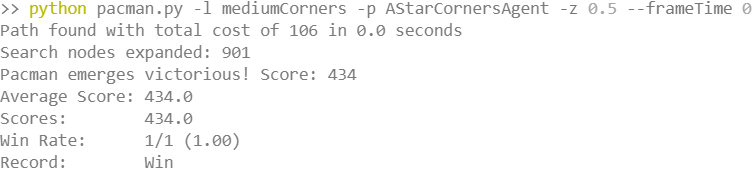 >> python pacman.py -l mediumCorners -p AStarCornersAgent -z 0.5 --frameTime 0
Path found with total cost of 106 in 0.0 seconds
Search nodes expanded: 901
Pacman emerges victorious! Score: 434
Average Score: 434.0
Scores:        434.0
Win Rate:      1/1 (1.00)
Record:        Win